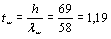 t_w = h/λ_w = 69/58 = 1,19